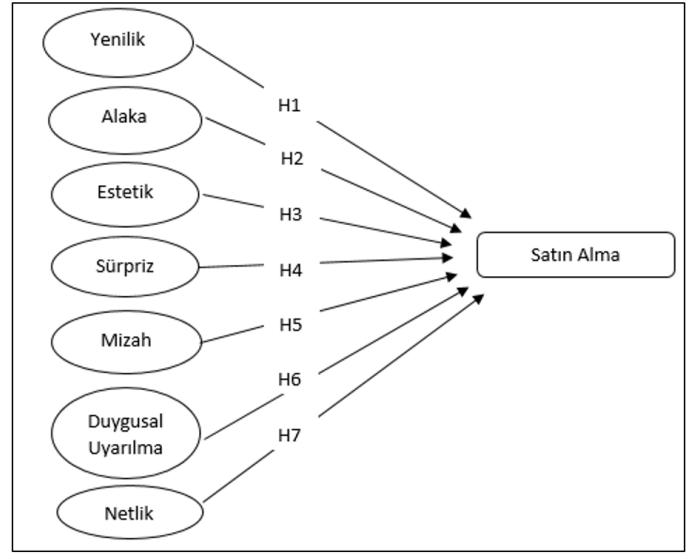 Yenilik
H1
Alaka
H2
Estetik
H3
Sürpriz
H4
Satın Alma
Mizah
H5
Duygusal
Uyarılma
H6
Netlik
H7